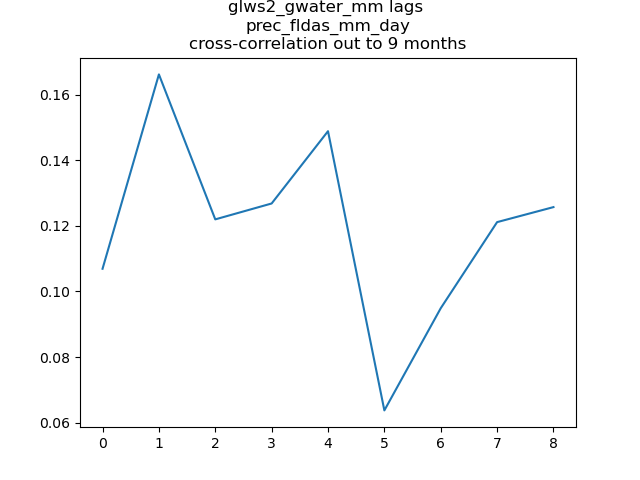 glws2_gwater_mm lags
prec_fldas_mm_day
cross-correlation out to 9 months
0.16
0.14
0.12
0.10
0.08
0.06
0 1 2 3 4 5 6 7 8